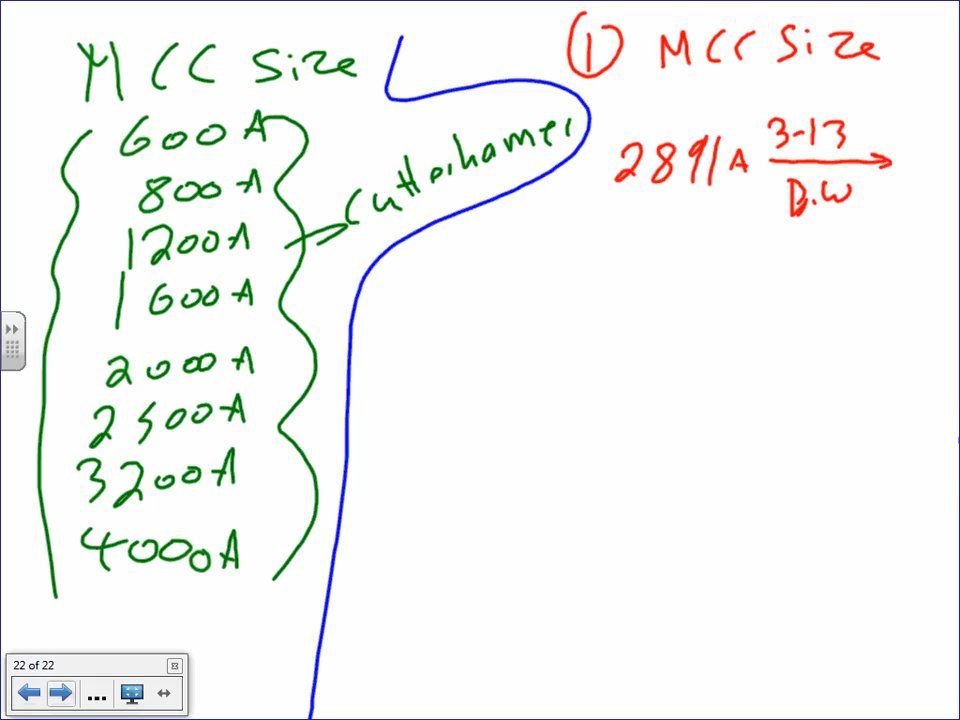 MCC Size
600A
800A
1200A
1600A
2000A
2500A
3200A
4000A
Cutlerhamer
① MCC Size
2891A
3-13
B.W
22 of 22
...